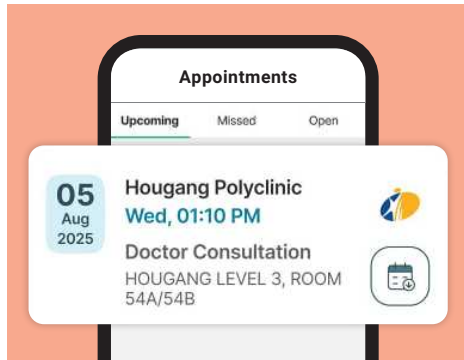 Appointments
Upcoming Missed Open
05
Aug
2025
Hougang Polyclinic
Wed, 01:10 PM
Doctor Consultation
HOUGANG LEVEL 3, ROOM
54A/54B